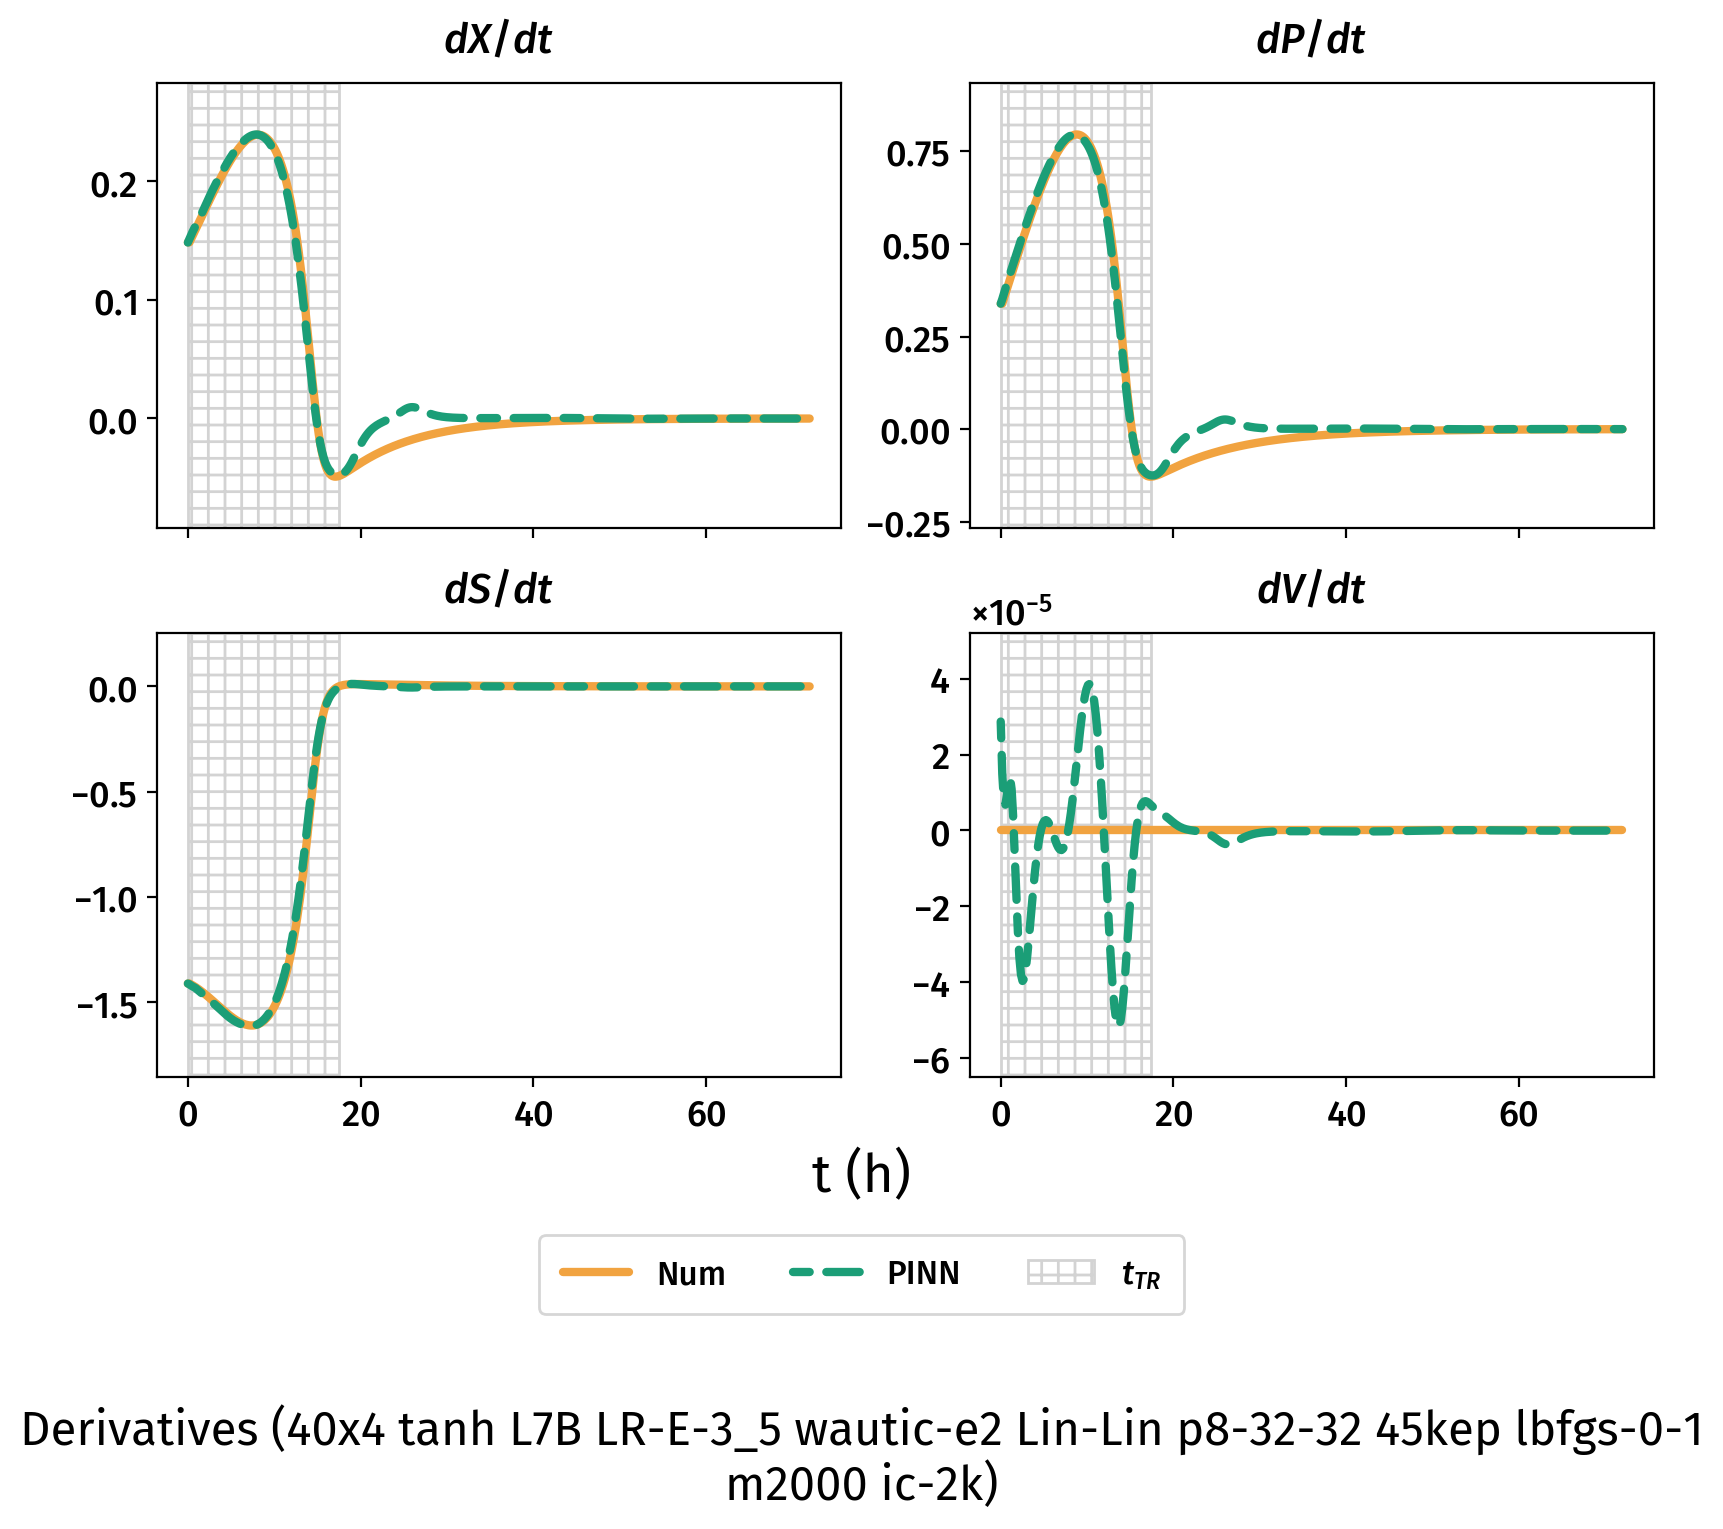 dX/dt
dP/dt
0.2
0.1
0.0
0.75
0.50
0.25
0.00
−0.25
dS/dt
dV/dt
×10⁻⁵
0.0
−0.5
−1.0
−1.5
4
2
0
−2
−4
−6
0 20 40 60
0 20 40 60
t (h)
Num PINN t_TR
Derivatives (40x4 tanh L7B LR-E-3_5 wautic-e2 Lin-Lin p8-32-32 45kep lbfgs-0-1
m2000 ic-2k)